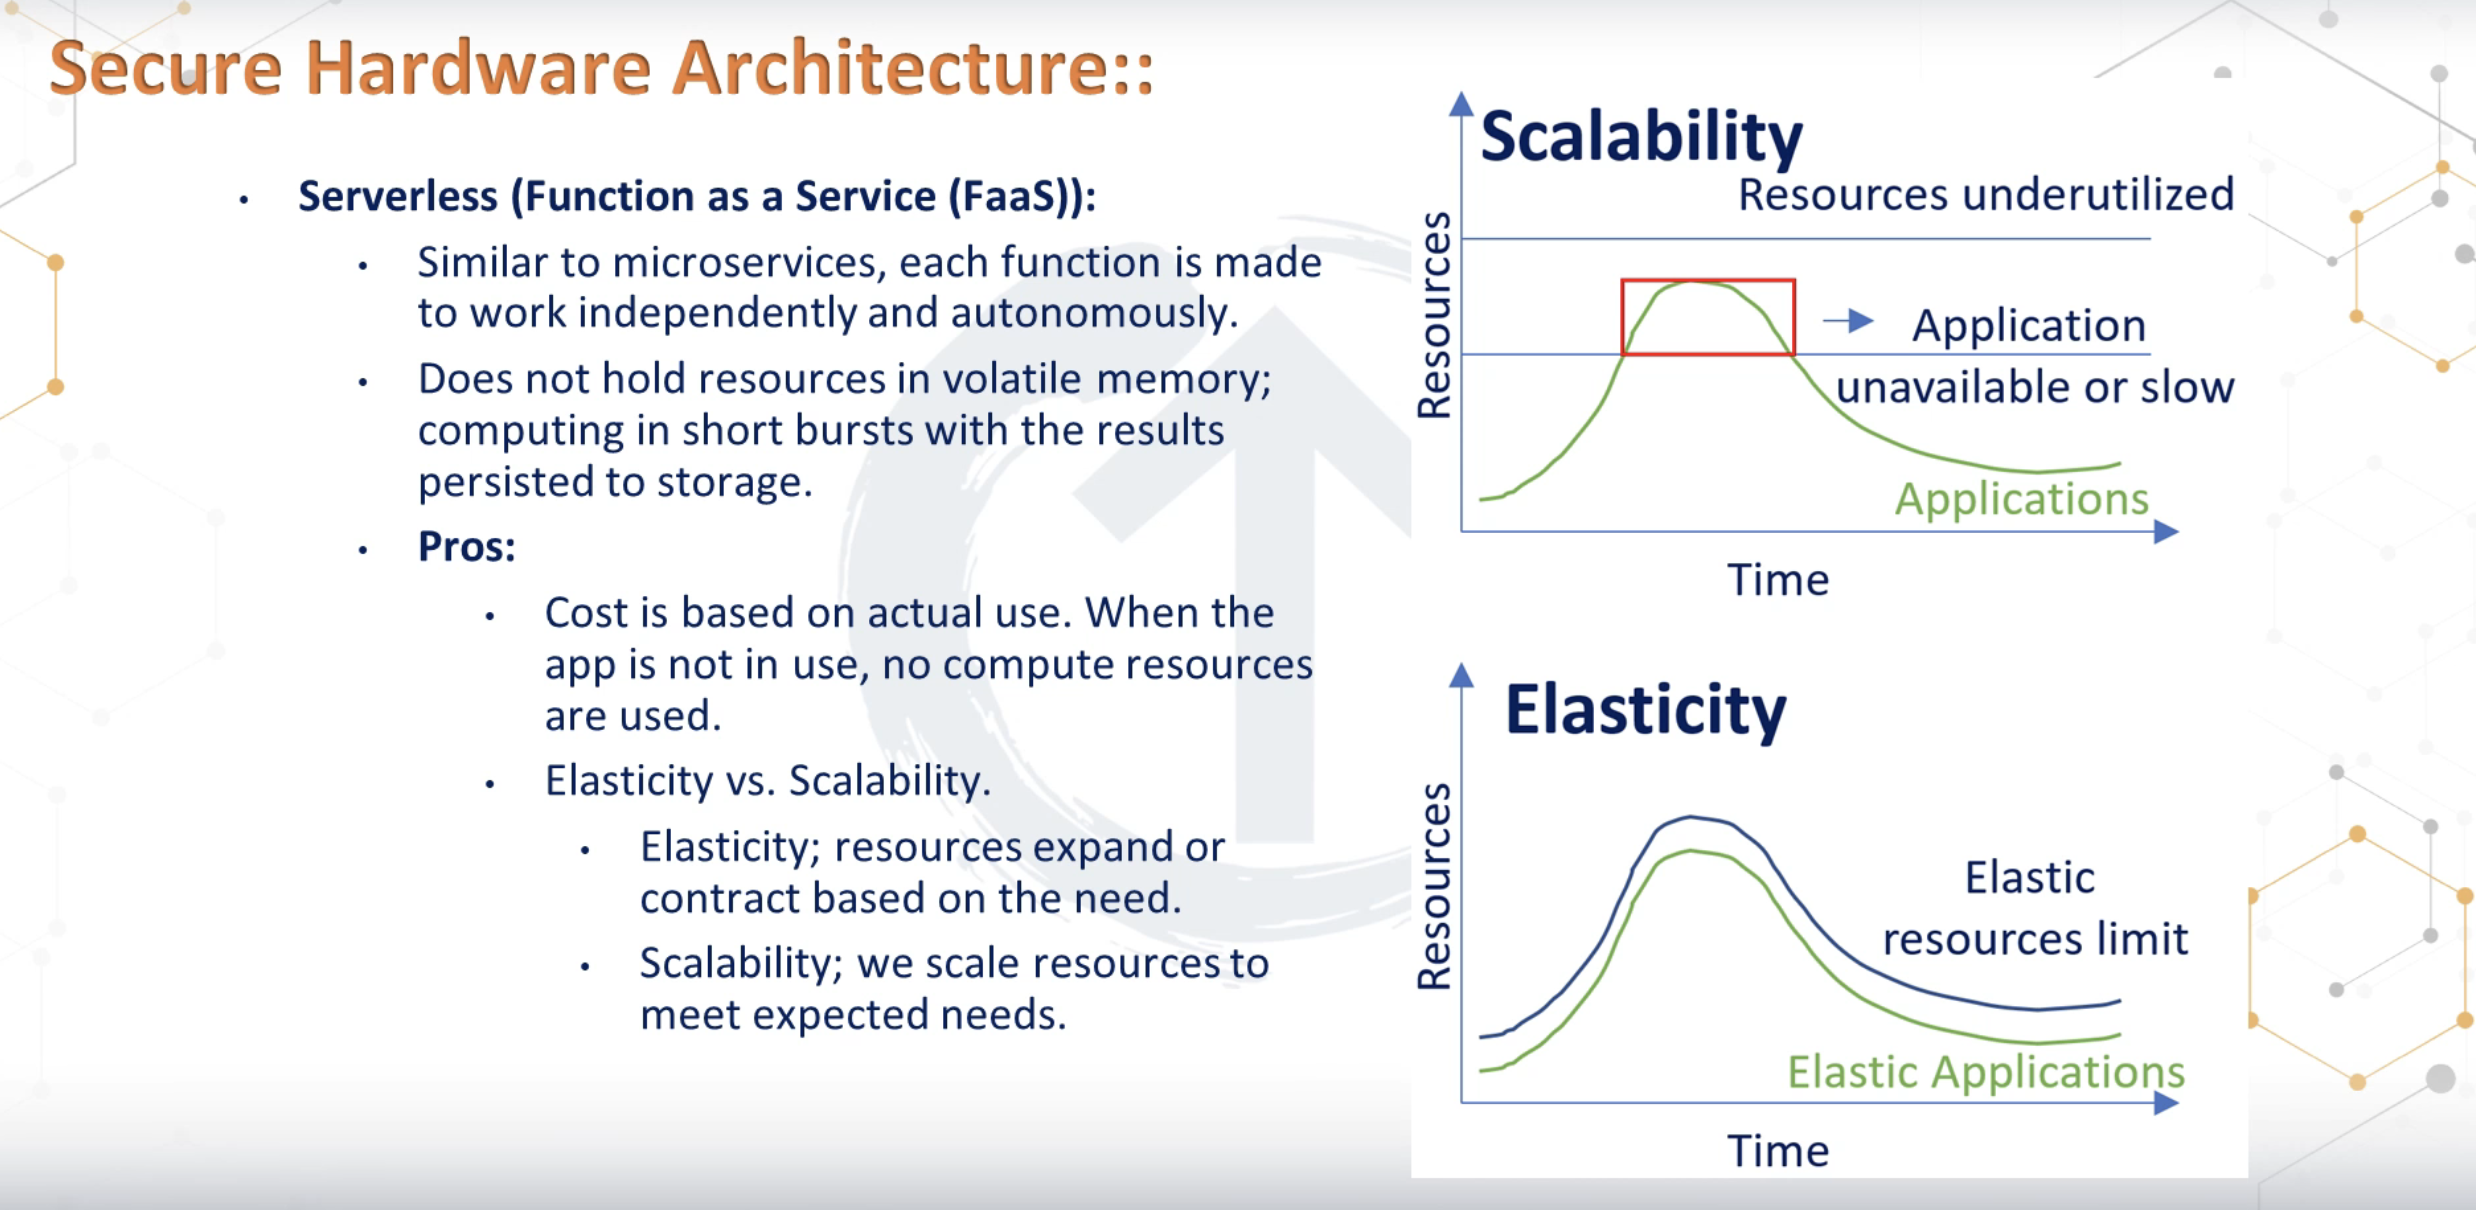 Secure Hardware Architecture::
• Serverless (Function as a Service (FaaS)):
• Similar to microservices, each function is made
to work independently and autonomously.
• Does not hold resources in volatile memory;
computing in short bursts with the results
persisted to storage.
• Pros:
• Cost is based on actual use. When the
app is not in use, no compute resources
are used.
• Elasticity vs. Scalability.
• Elasticity; resources expand or
contract based on the need.
• Scalability; we scale resources to
meet expected needs.
Scalability
Resources underutilized
Resources
Application
unavailable or slow
Applications
Time
Elasticity
Resources
Elastic
resources limit
Elastic Applications
Time